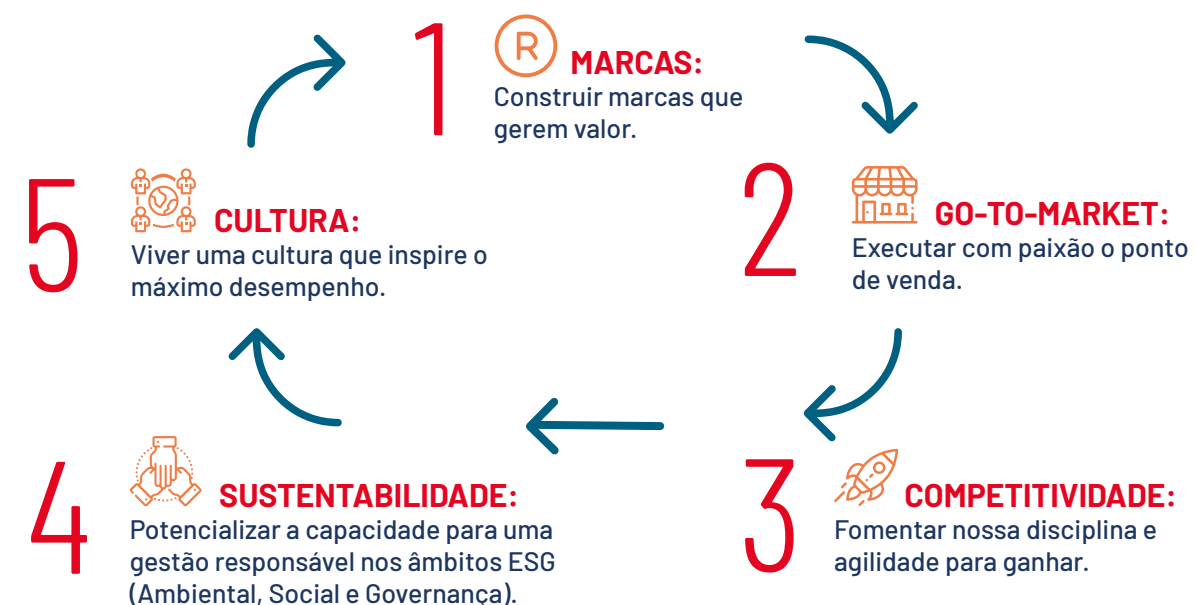 1
R
MARCAS:
Construir marcas que
gerem valor.
2
GO-TO-MARKET:
Executar com paixão o ponto
de venda.
3
COMPETITIVIDADE:
Fomentar nossa disciplina e
agilidade para ganhar.
4
SUSTENTABILIDADE:
Potencializar a capacidade para uma
gestão responsável nos âmbitos ESG
(Ambiental, Social e Governança).
5
CULTURA:
Viver uma cultura que inspire o
máximo desempenho.